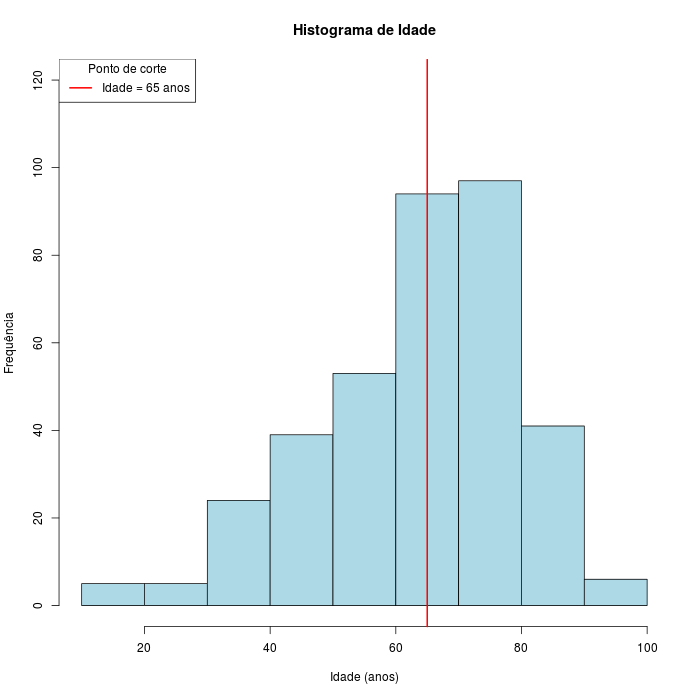 Histograma de Idade
Ponto de corte
Idade = 65 anos
Frequência
120
100
80
60
40
20
0
20 40 60 80 100
Idade (anos)